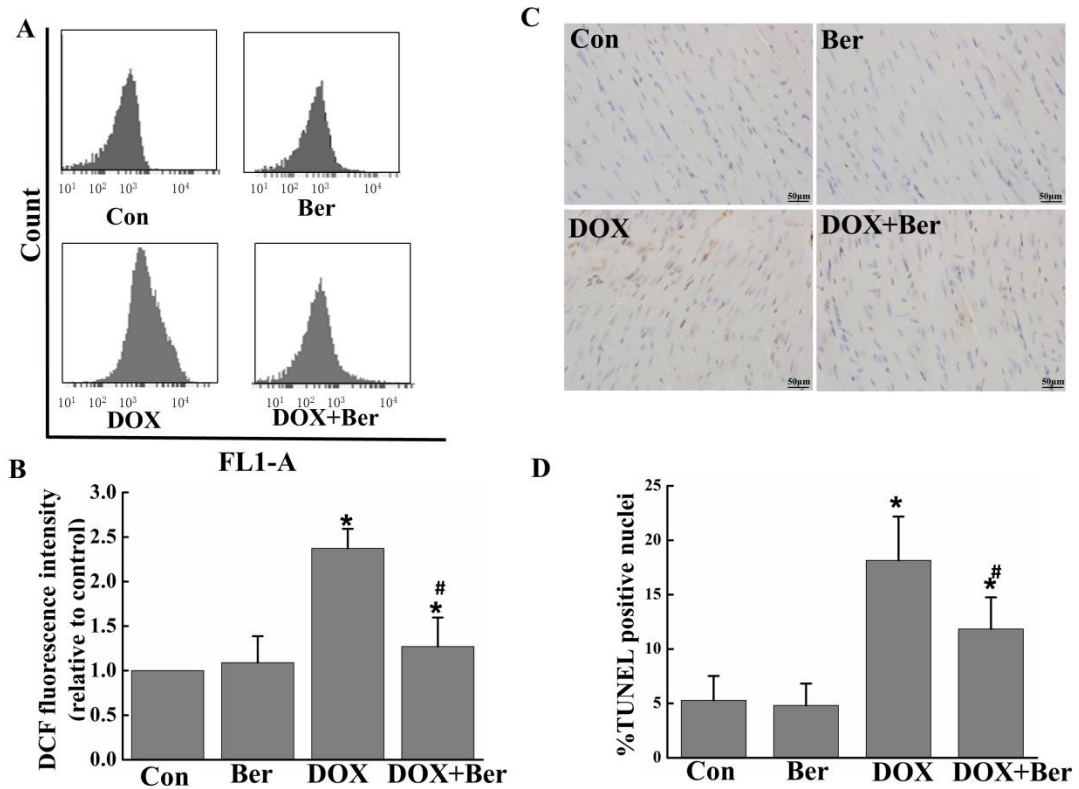 A
Count
10¹ 10² 10³ 10⁴
Con
10¹ 10² 10³ 10⁴
Ber
10¹ 10² 10³ 10⁴
DOX
10¹ 10² 10³ 10⁴
DOX+Ber
FL1-A
B
DCF fluorescence intensity
(relative to control)
3.0
2.5
2.0
1.5
1.0
0.5
0.0
*
#
*
Con Ber DOX DOX+Ber
C
Con
50μm
Ber
50μm
DOX
50μm
DOX+Ber
50μm
D
%TUNEL positive nuclei
25
20
15
10
5
0
*
#
*
Con Ber DOX DOX+Ber